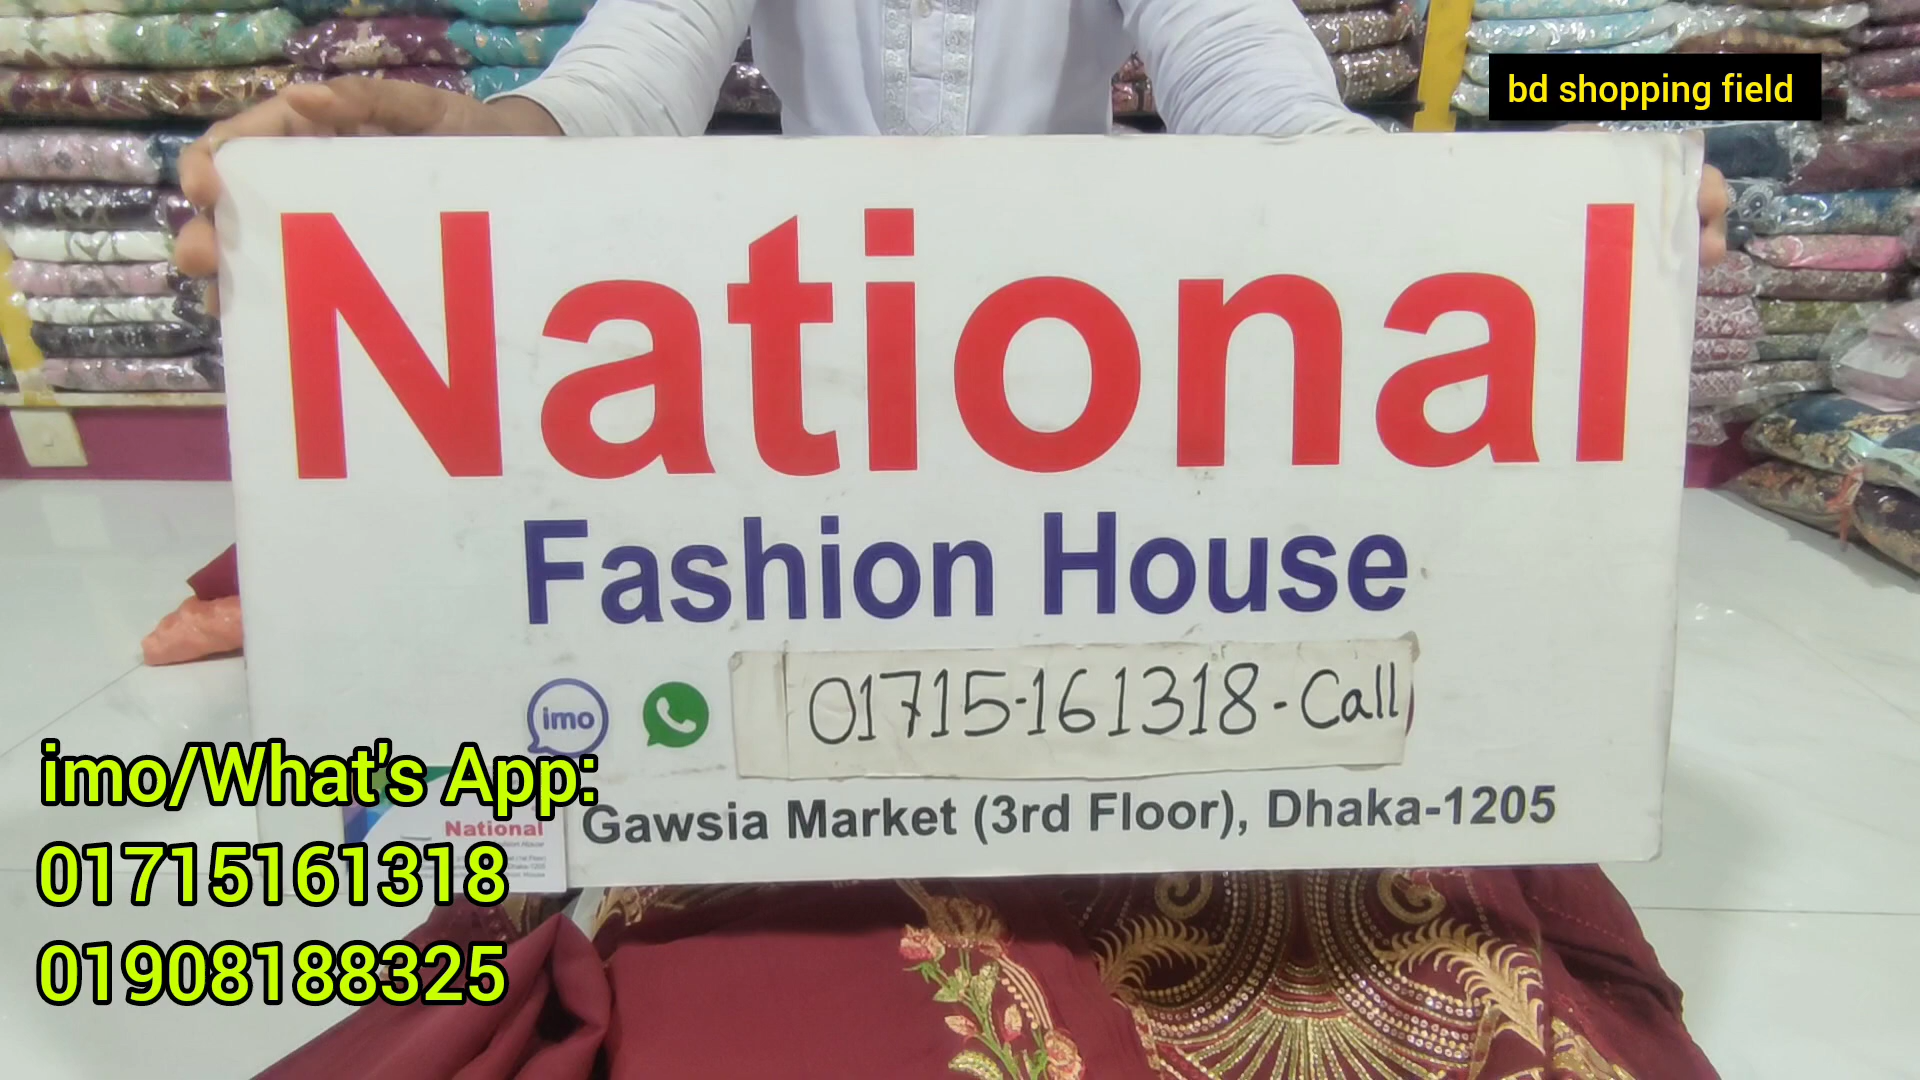 bd shopping field
National
Fashion House
imo
01715-161318-Call
Gawsia Market (3rd Floor), Dhaka-1205
imo/What's App:
01715161318
01908188325
National